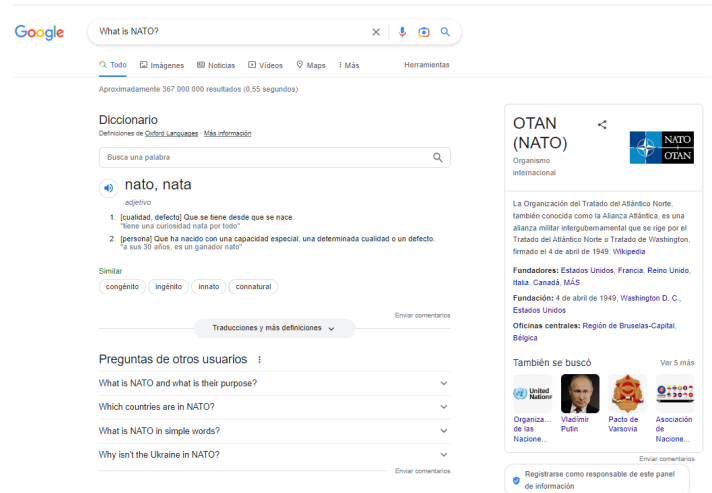 Google
What is NATO?
Todo Imágenes Noticias Vídeos Maps Más Herramientas
Aproximadamente 367.000.000 resultados (0,55 segundos)
Diccionario
Definiciones de Oxford Languages · Más información
Busca una palabra
nato, nata
adjetivo
1. [cualidad, defecto] Que se tiene desde que se nace.
"tiene una curiosidad nata por todo"
2. [persona] Que ha nacido con una capacidad especial, una determinada cualidad o un defecto.
"a sus 30 años, es un ganador nato"
Similar
congénito ingénito innato connatural
Enviar comentarios
Traducciones y más definiciones
Preguntas de otros usuarios
What is NATO and what is their purpose?
Which countries are in NATO?
What is NATO in simple words?
Why isn't the Ukraine in NATO?
Enviar comentarios
OTAN
(NATO)
Organismo
internacional
NATO
OTAN
La Organización del Tratado del Atlántico Norte,
también conocida como la Alianza Atlántica, es una
alianza militar intergubernamental que se rige por el
Tratado del Atlántico Norte o Tratado de Washington,
firmado el 4 de abril de 1949. Wikipedia
Fundadores: Estados Unidos, Francia, Reino Unido,
Italia, Canadá, MÁS
Fundación: 4 de abril de 1949, Washington D. C.,
Estados Unidos
Oficinas centrales: Región de Bruselas-Capital,
Bélgica
También se buscó Ver 5 más
United
Nations
Organiza... Vladímir Pacto de Asociación
de las Putin Varsovia de
Nacione... Nacione...
Enviar comentarios
Registrarse como responsable de este panel
de información